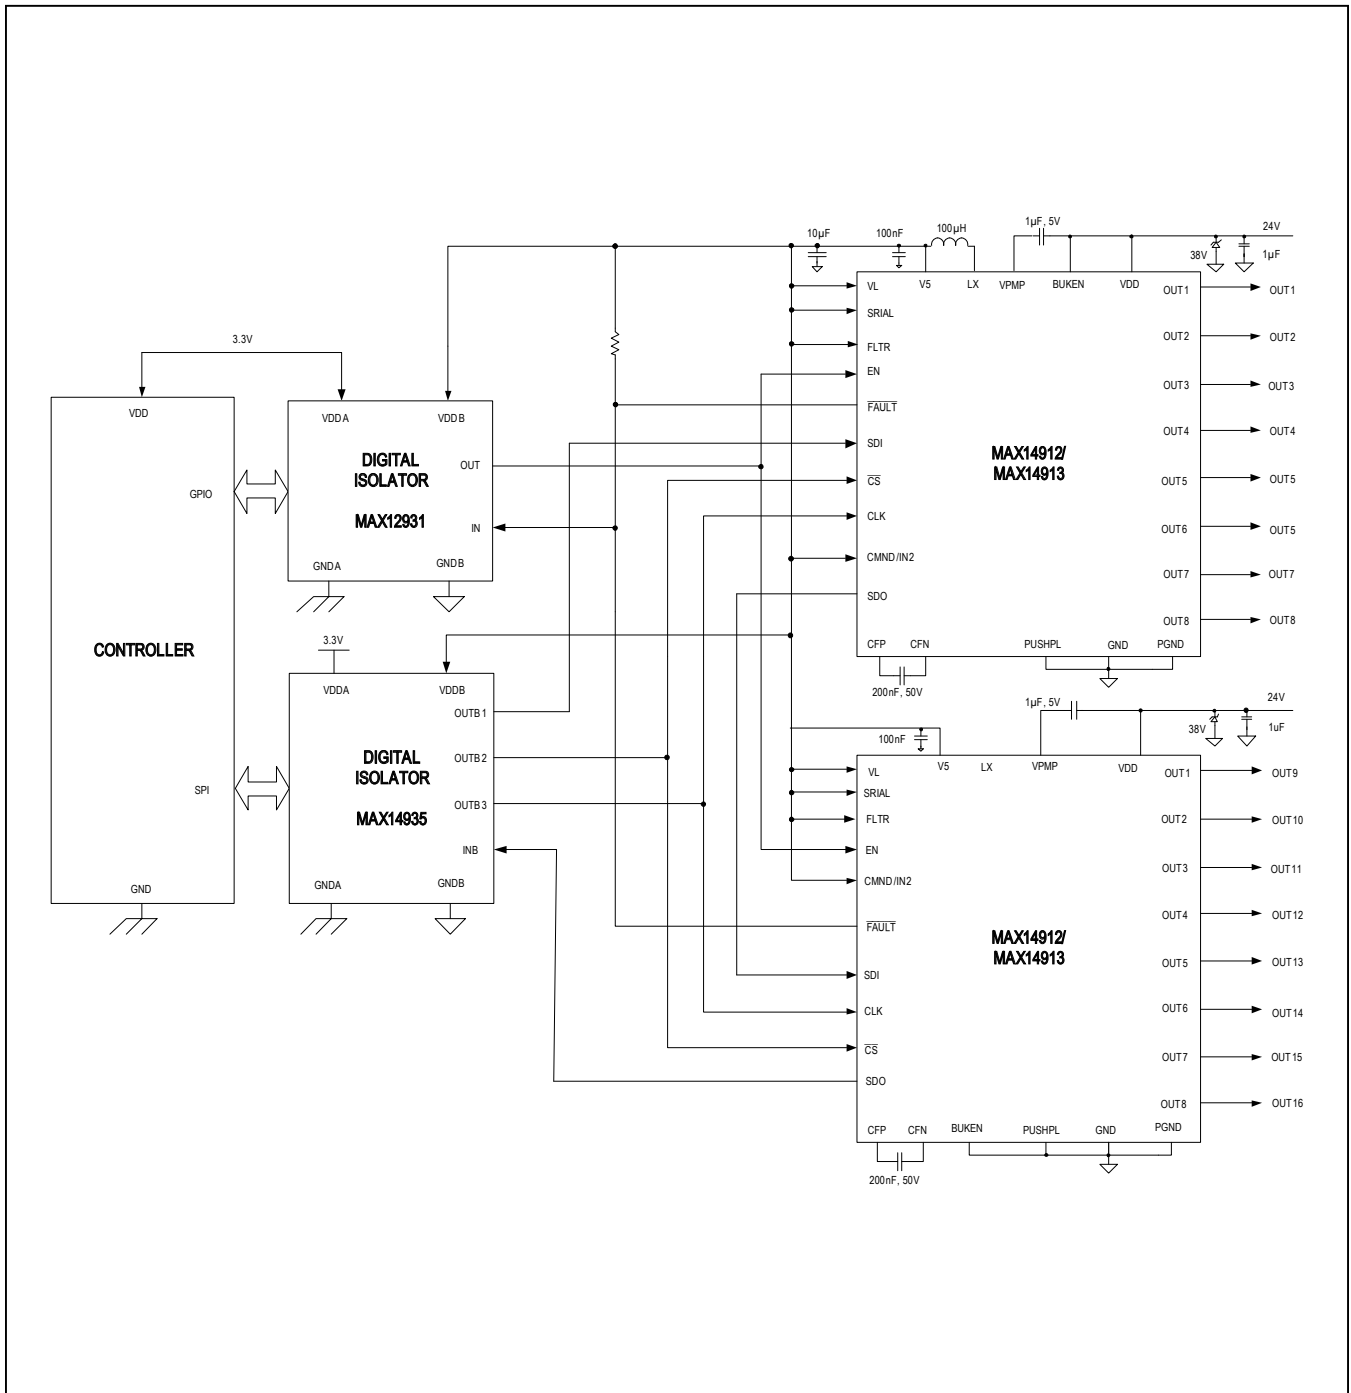 10µF
100nF
100µH
1µF, 5V
24V
38V
1µF
VL
V5
LX
VPMP
BUKEN
VDD
OUT1
OUT1
SRIAL
OUT2
OUT2
3.3V
FLTR
EN
OUT3
OUT3
VDD
VDDA
VDDB
FAULT
OUT4
OUT4
SDI
MAX14912/
MAX14913
DIGITAL
ISOLATOR
OUT
CS
OUT5
OUT5
GPIO
MAX12931
IN
CLK
OUT6
OUT5
GNDA
GNDB
CMND/IN2
OUT7
OUT7
SDO
OUT8
OUT8
CONTROLLER
3.3V
CFP
CFN
PUSHPL
GND
PGND
200nF, 50V
VDDA
VDDB
1µF, 5V
24V
OUTB1
38V
1uF
100nF
DIGITAL
ISOLATOR
OUTB2
V5
LX
VPMP
VDD
VL
OUT1
OUT9
SPI
SRIAL
MAX14935
OUTB3
FLTR
OUT2
OUT10
INB
EN
OUT3
OUT11
GND
GNDA
GNDB
CMND/IN2
OUT4
OUT12
FAULT
MAX14912/
MAX14913
OUT5
OUT13
SDI
CLK
OUT6
OUT14
CS
OUT7
OUT15
SDO
OUT8
OUT16
CFP
CFN
BUKEN
PUSHPL
GND
PGND
200nF, 50V